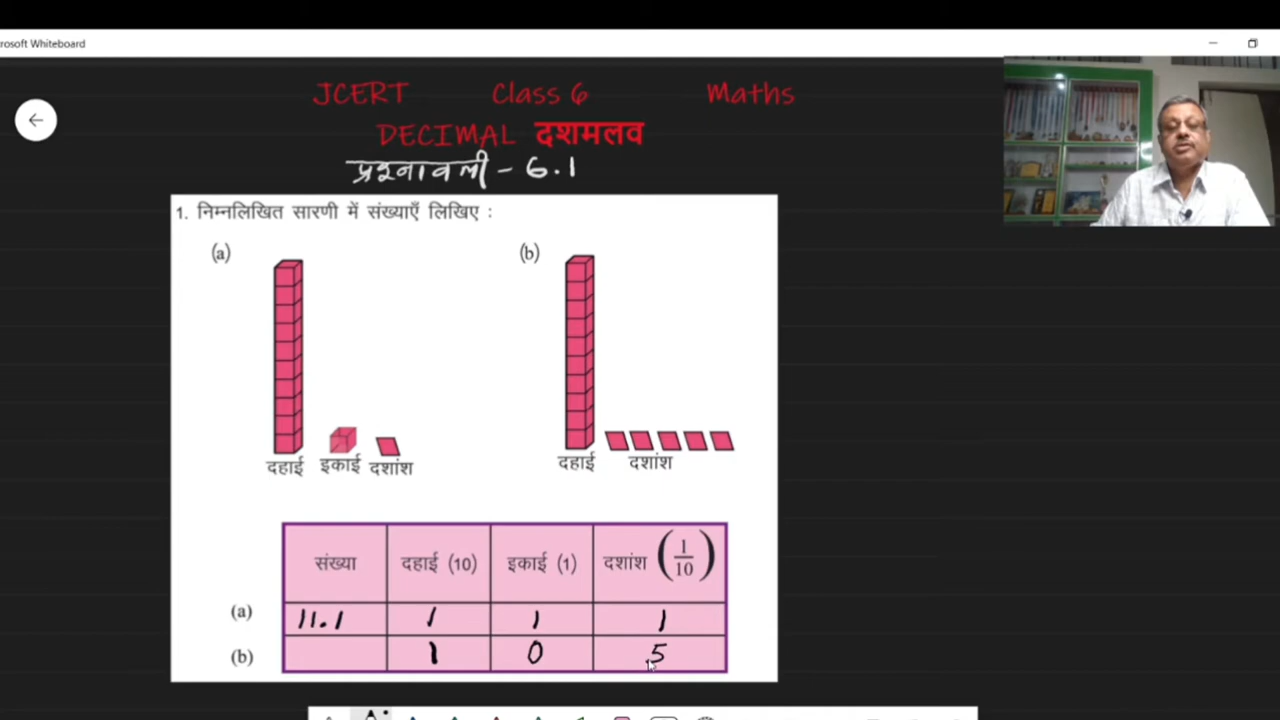 rosoft Whiteboard
JCERT Class 6 Maths
DECIMAL दशमलव
प्रश्नावली - 6.1
1. निम्नलिखित सारणी में संख्याएँ लिखिए :
(a) (b)
दहाई इकाई दशांश दहाई दशांश
संख्या दहाई (10) इकाई (1) दशांश (1/10)
(a) 11.1 1 1 1
(b) 1 0 5